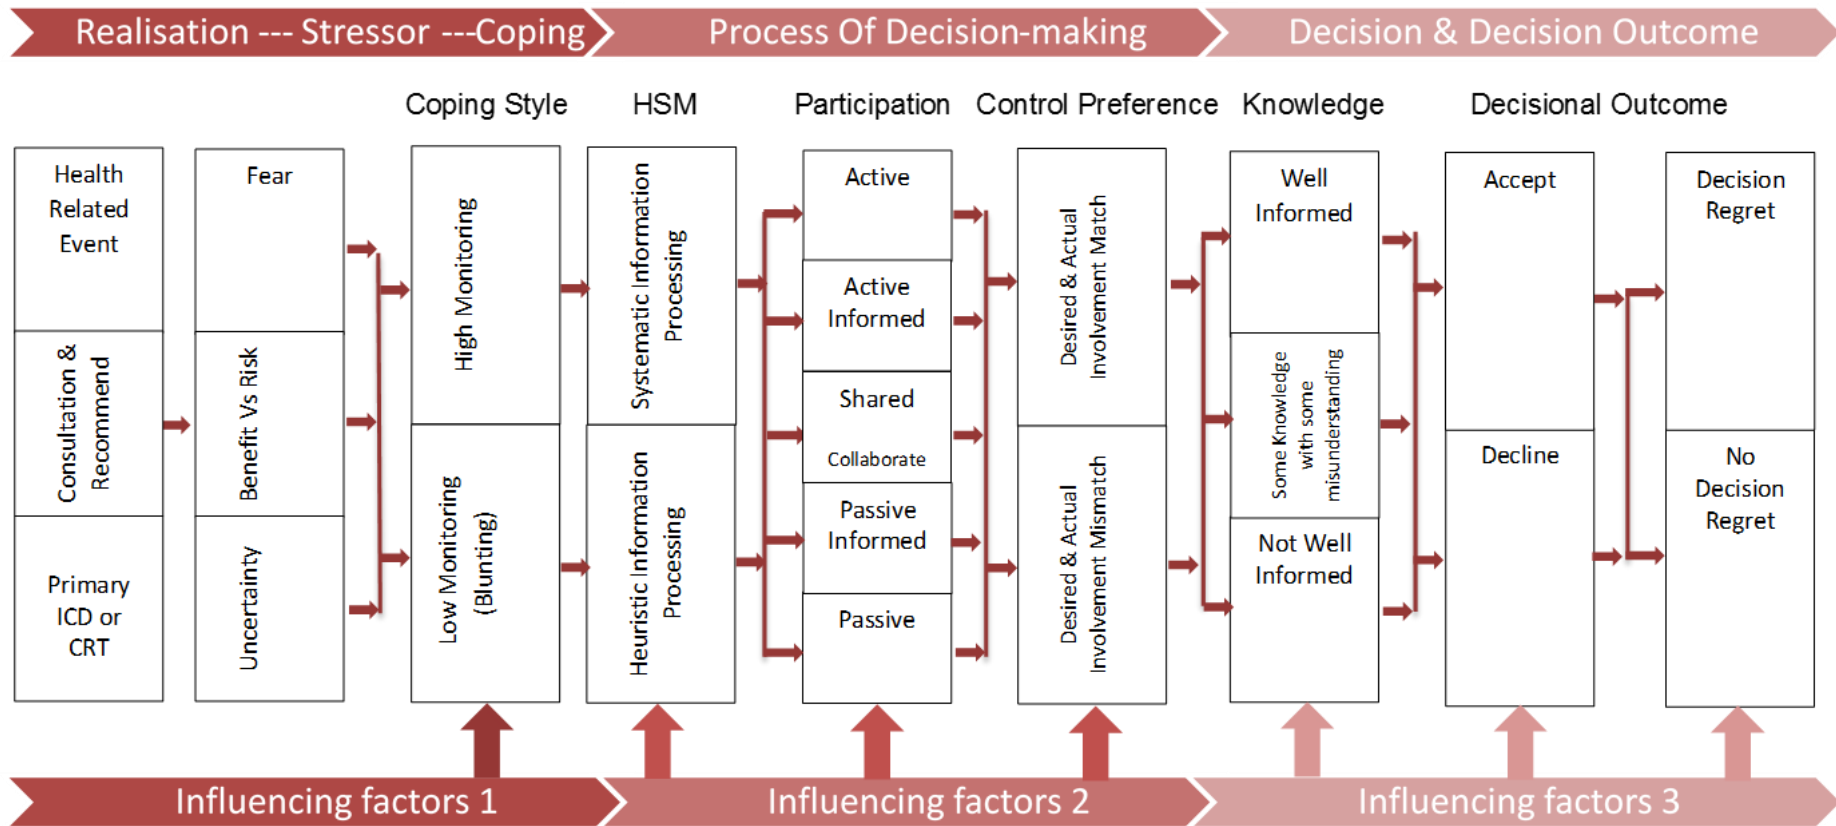 Realisation --- Stressor ---Coping
Process Of Decision-making
Decision & Decision Outcome
Coping Style
HSM
Participation
Control Preference
Knowledge
Decisional Outcome
Health
Related
Event
Consultation &
Recommend
Primary
ICD or
CRT
Fear
Benefit Vs Risk
Uncertainty
High Monitoring
Low Monitoring
(Blunting)
Systematic Information
Processing
Heuristic Information
Processing
Active
Active
Informed
Shared
Collaborate
Passive
Informed
Passive
Desired & Actual
Involvement Match
Desired & Actual
Involvement Mismatch
Well
Informed
Some Knowledge
with some
misunderstanding
Not Well
Informed
Accept
Decline
Decision
Regret
No
Decision
Regret
Influencing factors 1
Influencing factors 2
Influencing factors 3